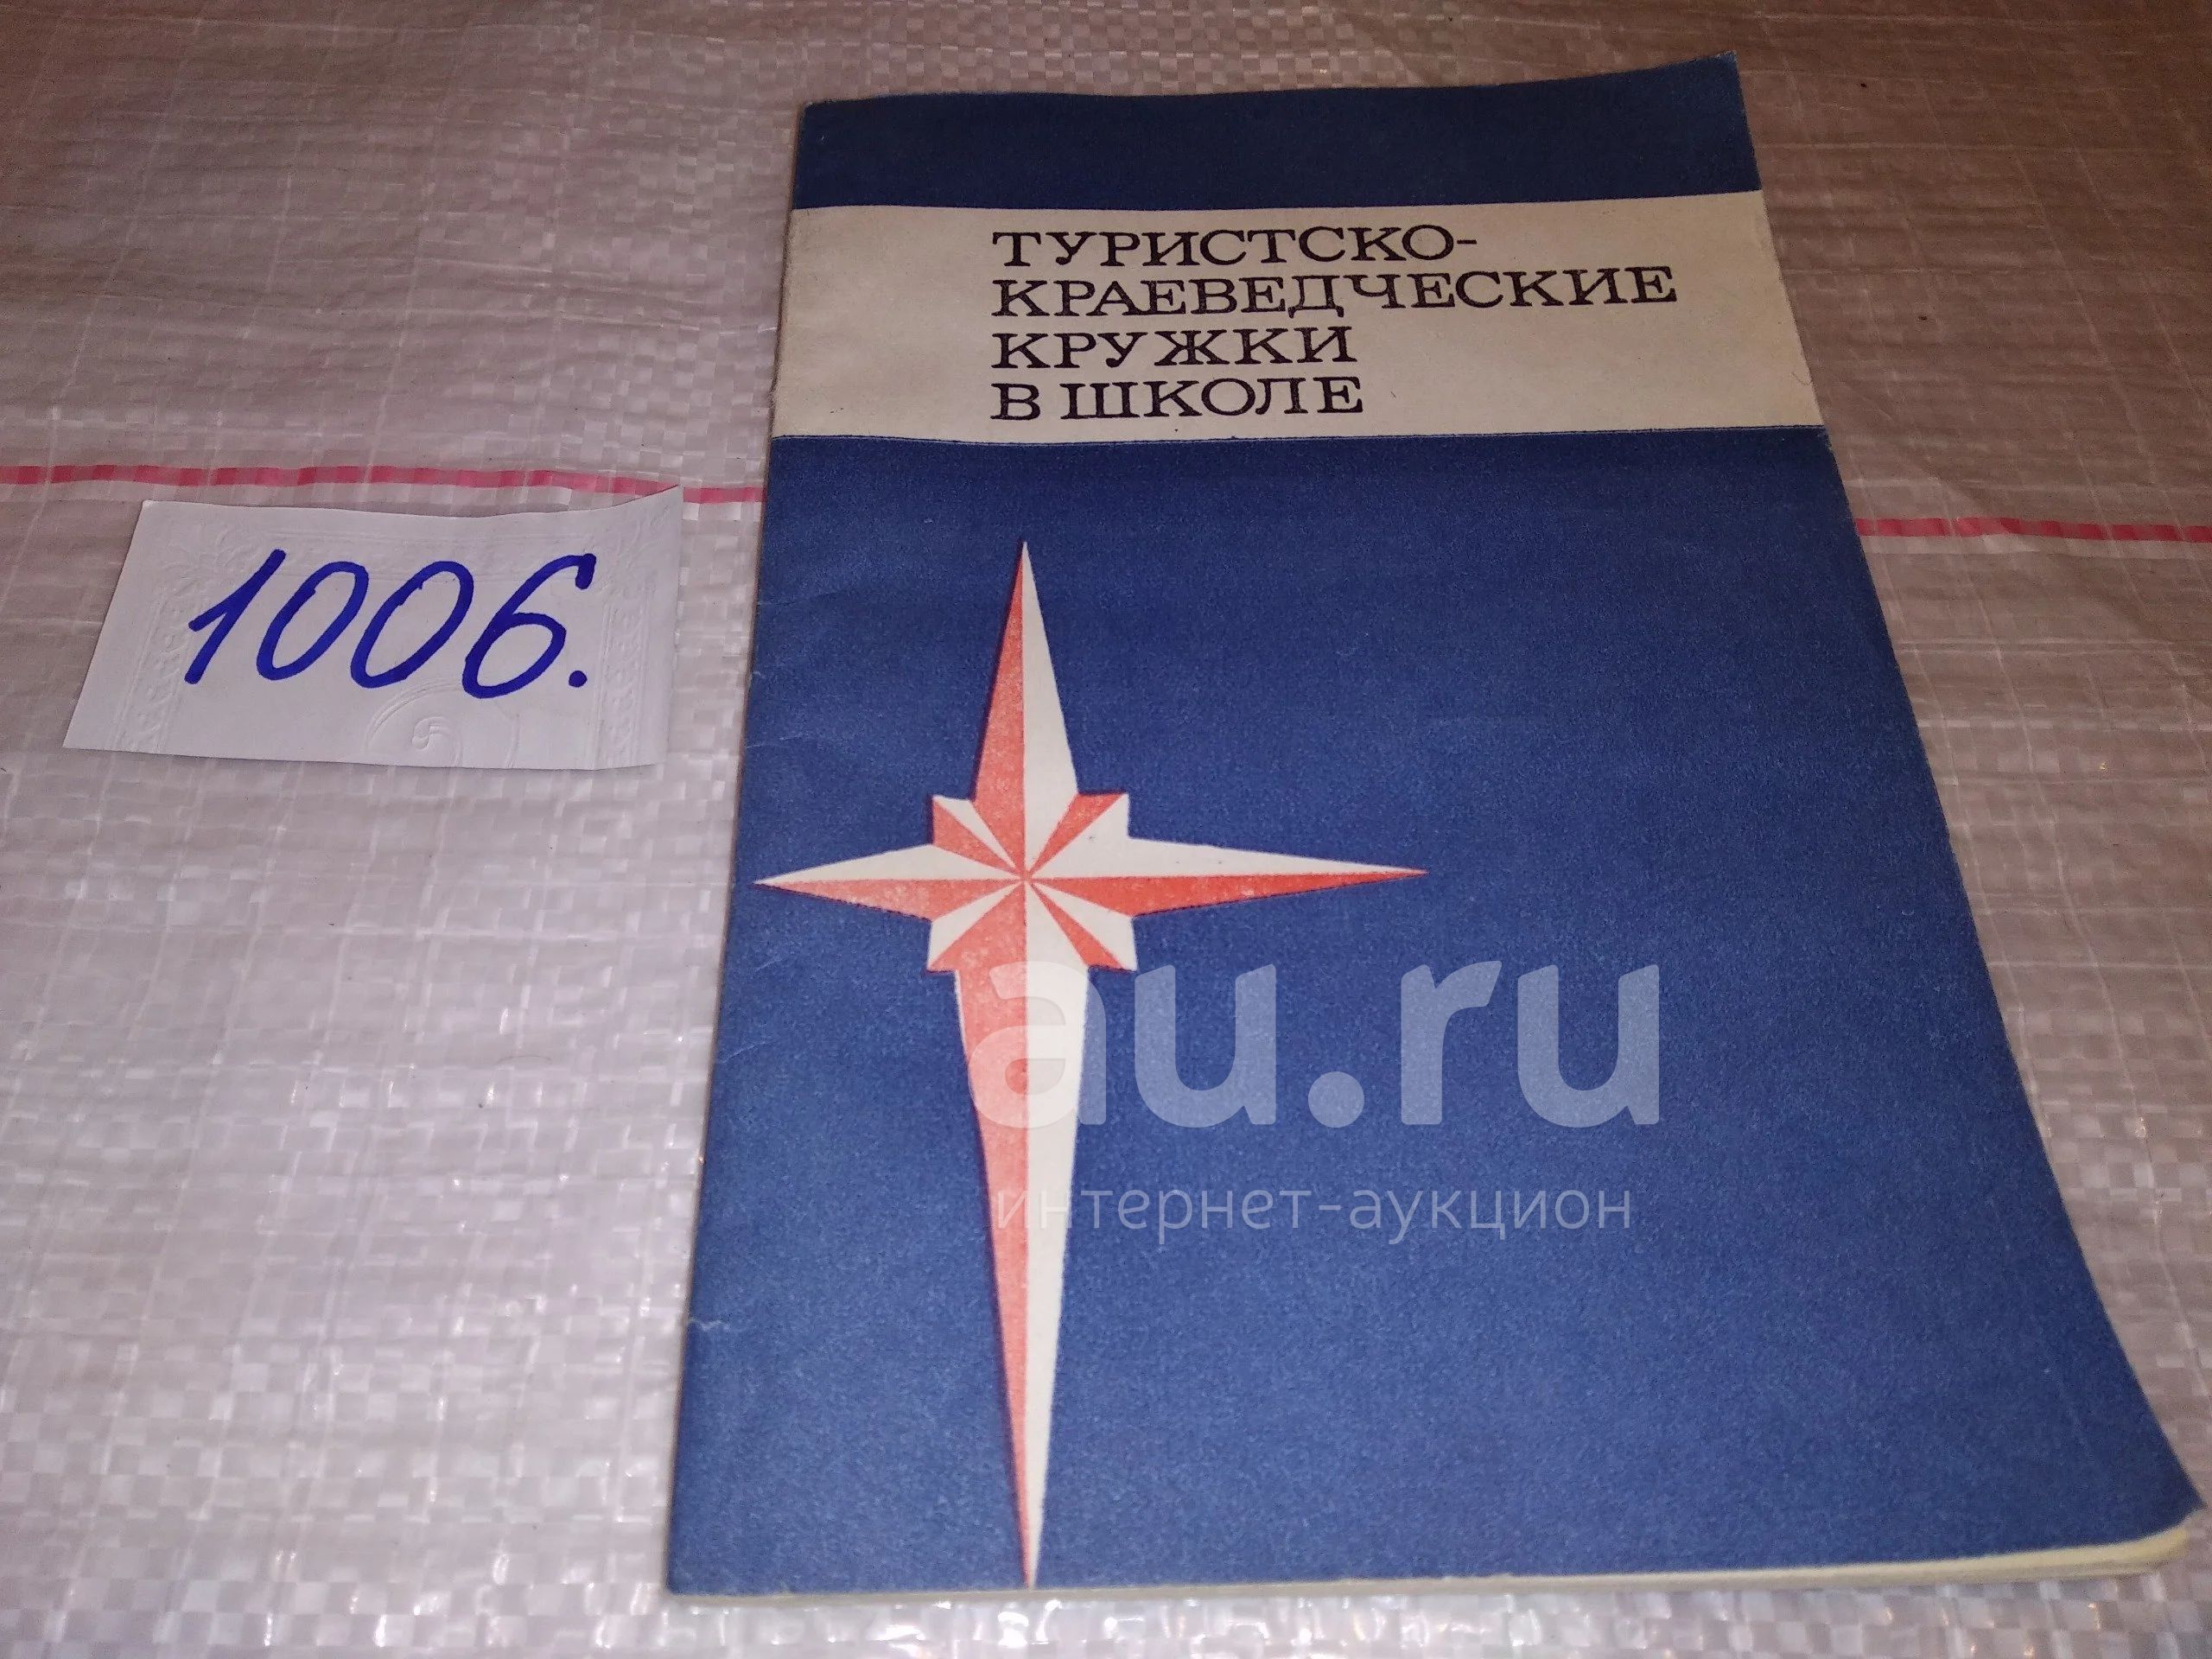 ТУРИСТСКО-
КРАЕВЕДЧЕСКИЕ
КРУЖКИ
В ШКОЛЕ
1006.
au.ru
интернет-аукцион